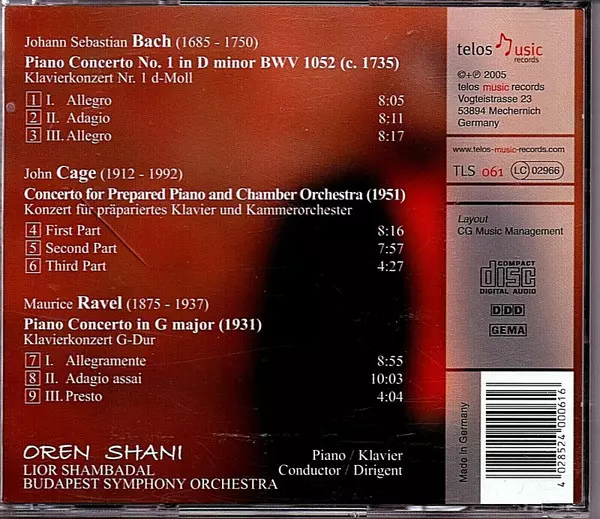 Johann Sebastian Bach (1685 - 1750)
Piano Concerto No. 1 in D minor BWV 1052 (c. 1735)
Klavierkonzert Nr. 1 d-Moll
1 I. Allegro 8:05
2 II. Adagio 8:11
3 III. Allegro 8:17
John Cage (1912 - 1992)
Concerto for Prepared Piano and Chamber Orchestra (1951)
Konzert für präpariertes Klavier und Kammerorchester
4 First Part 8:16
5 Second Part 7:57
6 Third Part 4:27
Maurice Ravel (1875 - 1937)
Piano Concerto in G major (1931)
Klavierkonzert G-Dur
7 I. Allegramente 8:55
8 II. Adagio assai 10:03
9 III. Presto 4:04
OREN SHANI Piano / Klavier
LIOR SHAMBADAL Conductor / Dirigent
BUDAPEST SYMPHONY ORCHESTRA
telos music
records
©+℗ 2005
telos music records
Vogteistrasse 23
53894 Mechernich
Germany
www.telos-music-records.com
TLS 061 LC 02966
Layout
CG Music Management
COMPACT
disc
DIGITAL AUDIO
DDD
GEMA
Made in Germany
4 028524 000616